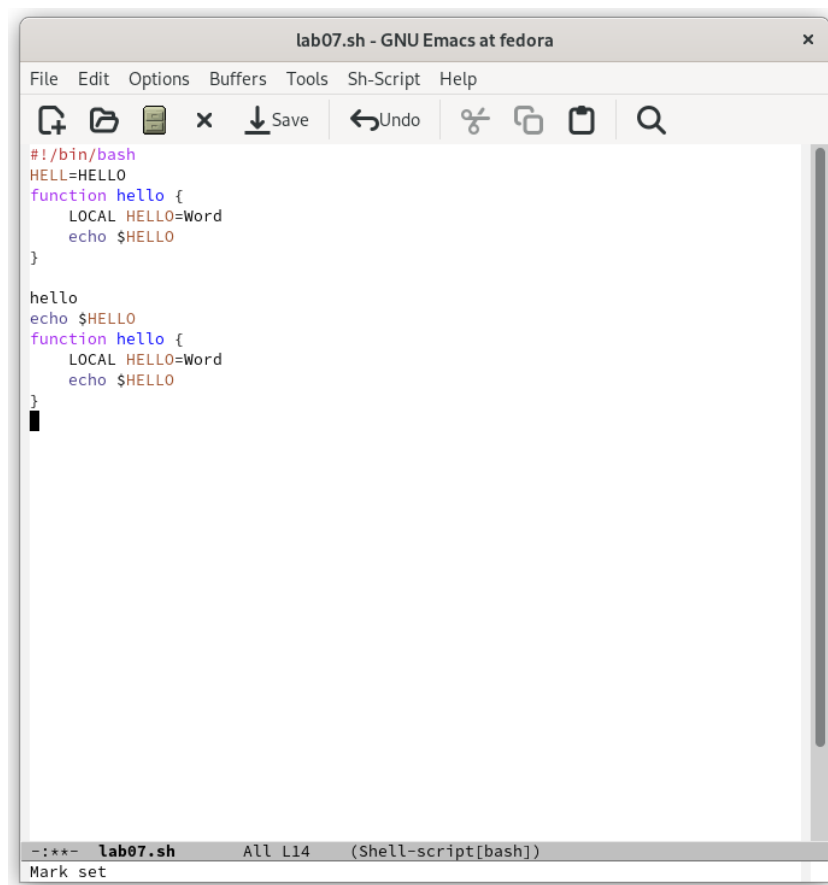 lab07.sh - GNU Emacs at fedora
File Edit Options Buffers Tools Sh-Script Help
Save Undo
#!/bin/bash
HELL=HELLO
function hello {
    LOCAL HELLO=Word
    echo $HELLO
}
hello
echo $HELLO
function hello {
    LOCAL HELLO=Word
    echo $HELLO
}
-:**- lab07.sh All L14 (Shell-script[bash])
Mark set